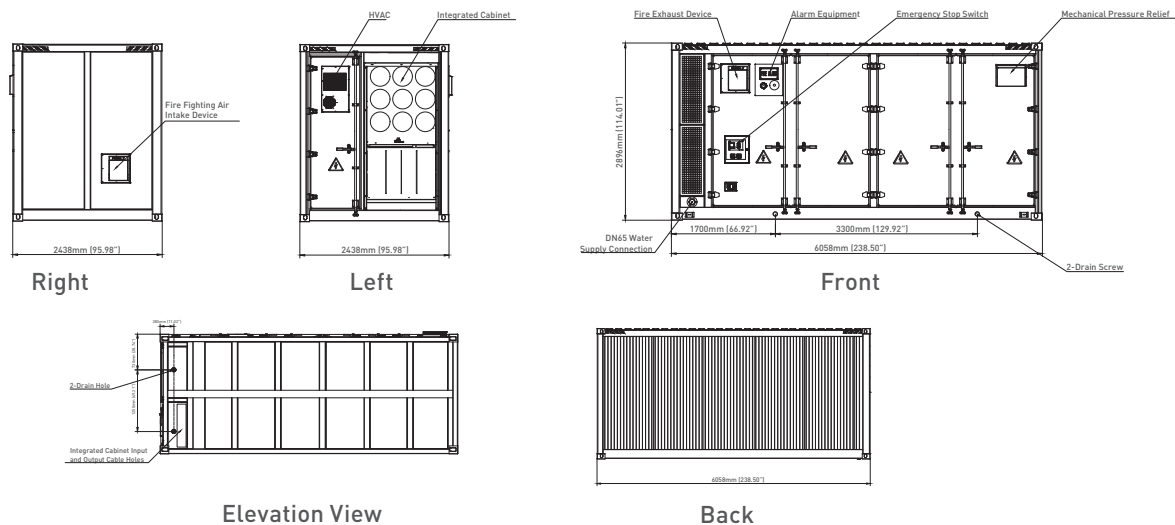 HVAC
Integrated Cabinet
Fire Exhaust Device
Alarm Equipment
Emergency Stop Switch
Mechanical Pressure Relief
Fire Fighting Air
Intake Device
2896mm (114.01")
2438mm (95.98")
2438mm (95.98")
DN65 Water
Supply Connection
1700mm (66.92")
3300mm (129.92")
6058mm (238.50")
2-Drain Screw
Right
Left
Front
2-Drain Hole
Integrated Cabinet Input
and Output Cable Holes
6058mm (238.50")
Elevation View
Back